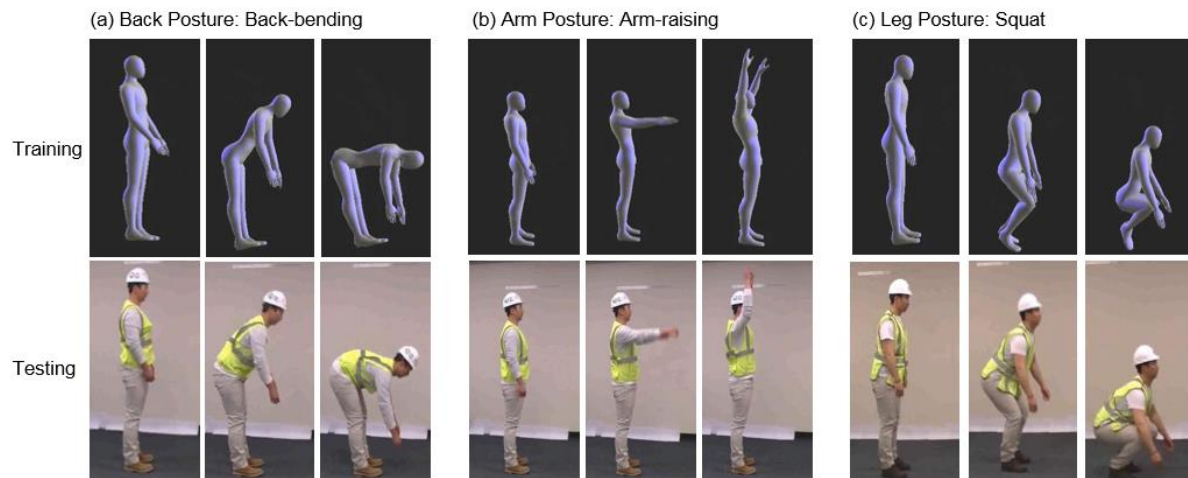 (a) Back Posture: Back-bending
(b) Arm Posture: Arm-raising
(c) Leg Posture: Squat
Training
Testing